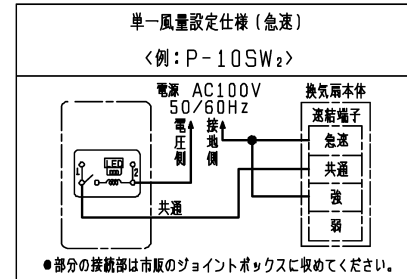 単一風量設定仕様(急速)
〈例:P-10SW₂〉
電源 AC100V
50/60Hz
電圧側
接地側
換気扇本体
速結端子
急速
共通
強
弱
1
LED
2
共通
●部分の接続部は市販のジョイントボックスに収めてください。